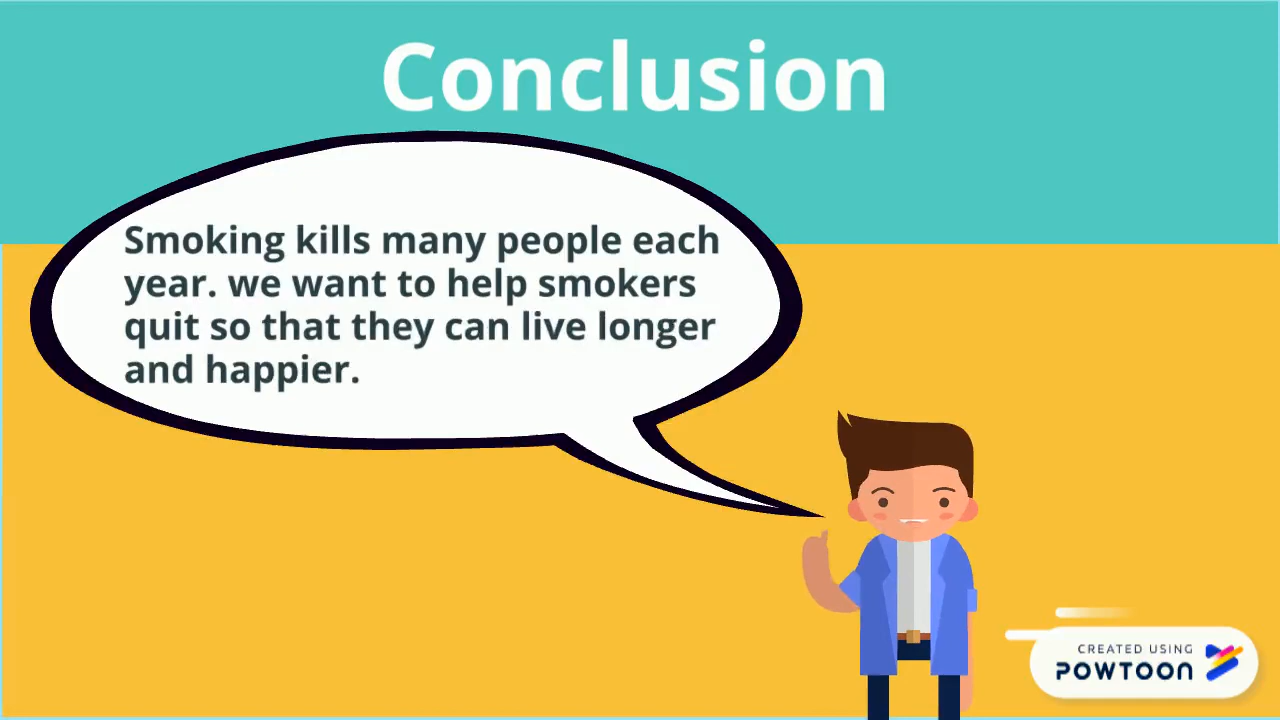 Conclusion
Smoking kills many people each
year. we want to help smokers
quit so that they can live longer
and happier.
CREATED USING
POWTOON